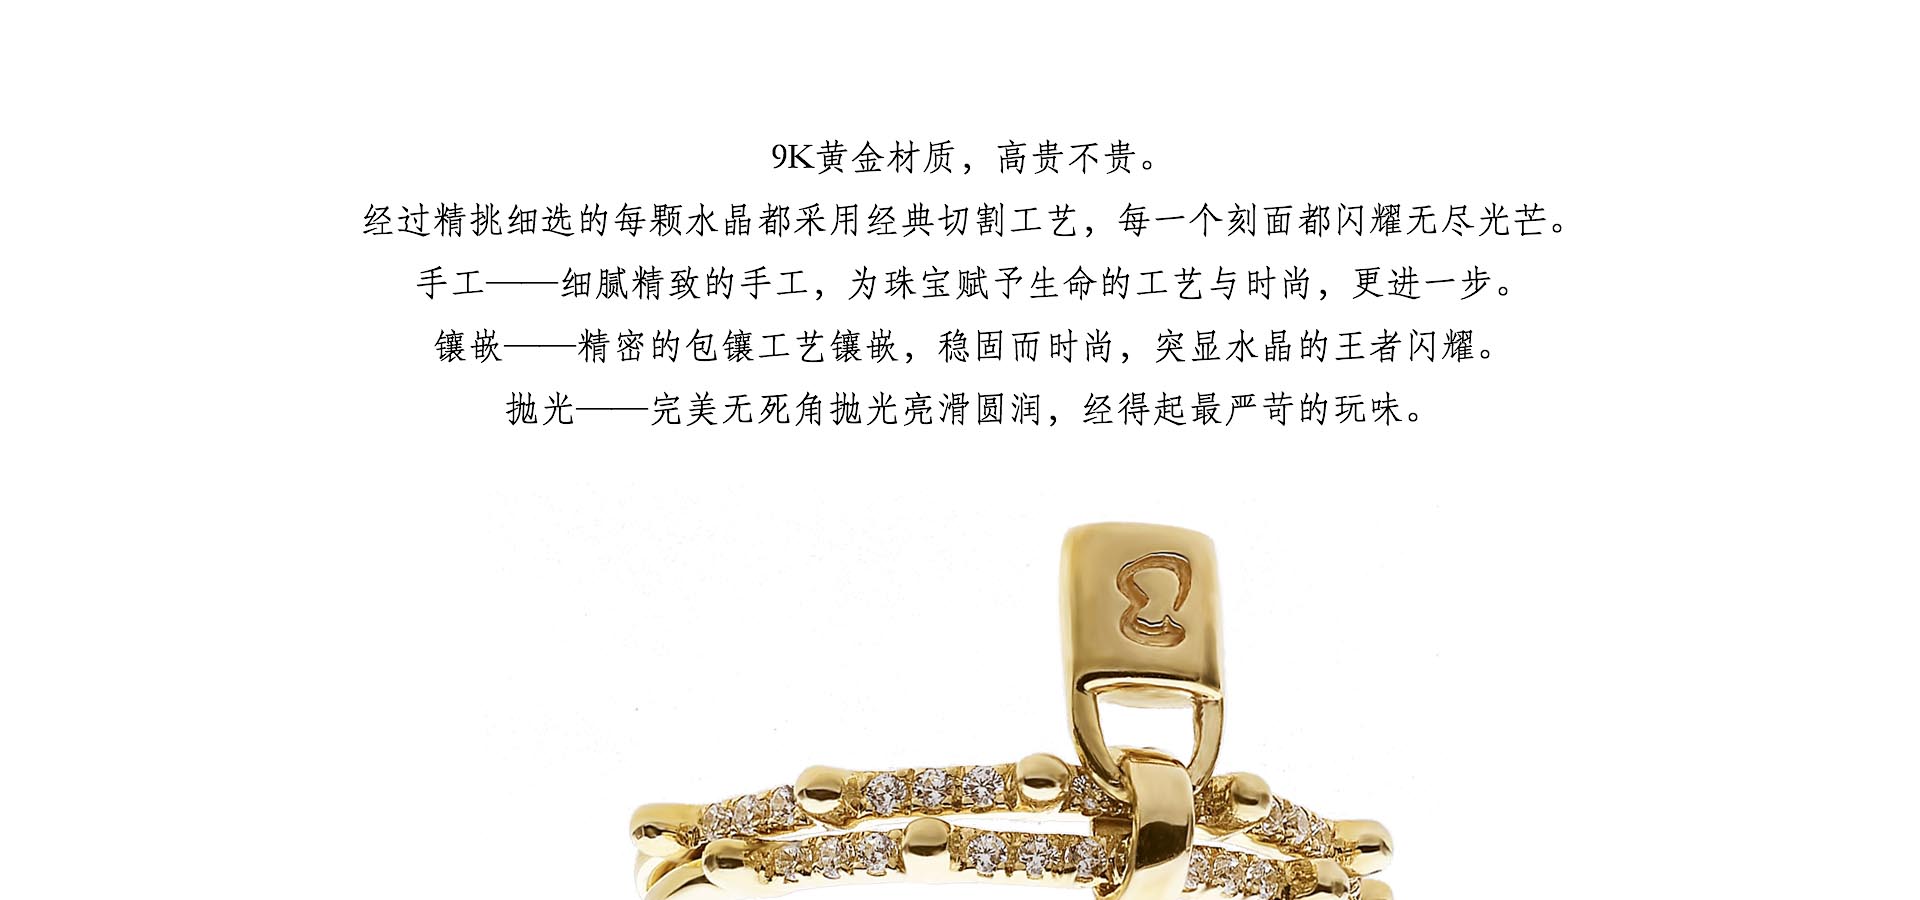 9K黄金材质，高贵不贵。
经过精挑细选的每颗水晶都采用经典切割工艺，每一个刻面都闪耀无尽光芒。
手工——细腻精致的手工，为珠宝赋予生命的工艺与时尚，更进一步。
镶嵌——精密的包镶工艺镶嵌，稳固而时尚，突显水晶的王者闪耀。
抛光——完美无死角抛光亮滑圆润，经得起最严苛的玩味。